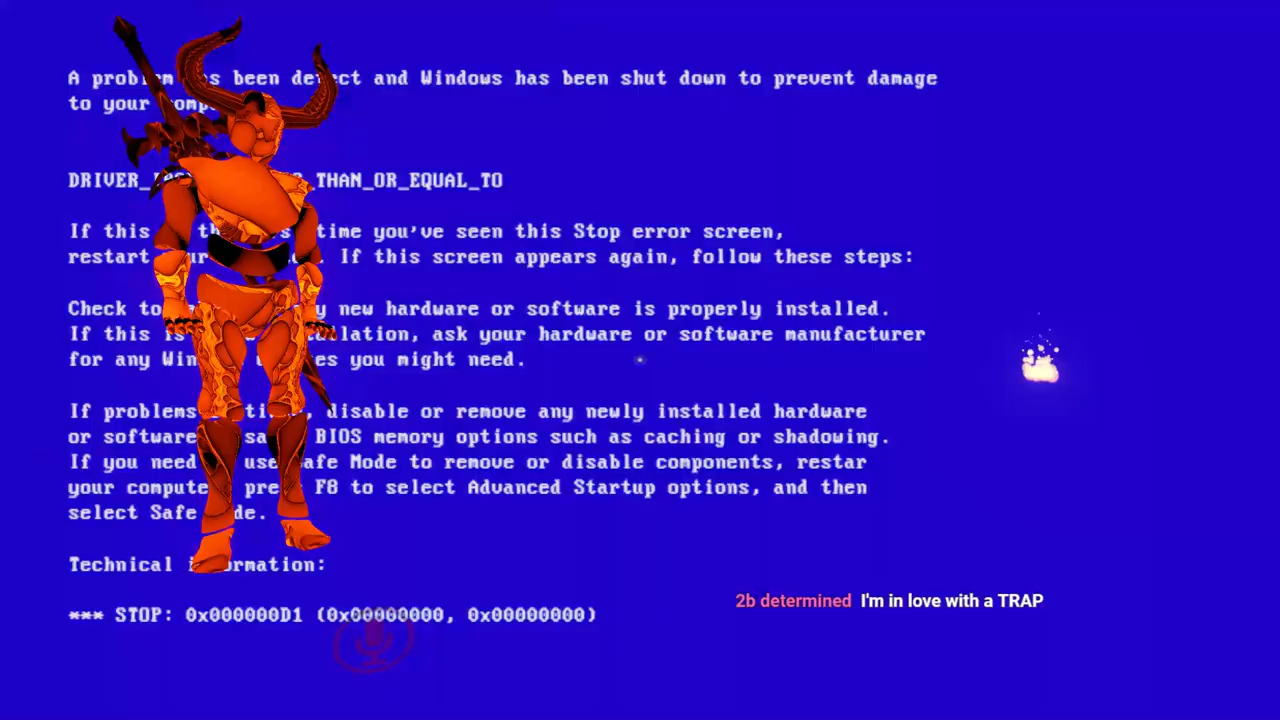 A problem has been detect and Windows has been shut down to prevent damage
to your comp
DRIVER_ THAN_OR_EQUAL_TO
If this time you've seen this Stop error screen,
restart . If this screen appears again, follow these steps:
Check to new hardware or software is properly installed.
If this is , ask your hardware or software manufacturer
for any Win you might need.
If problems , disable or remove any newly installed hardware
or software BIOS memory options such as caching or shadowing.
If you need use Safe Mode to remove or disable components, restar
your compute press F8 to select Advanced Startup options, and then
select Safe de.
Technical information:
*** STOP: 0x000000D1 (0x00000000, 0x00000000)
2b determined I'm in love with a TRAP